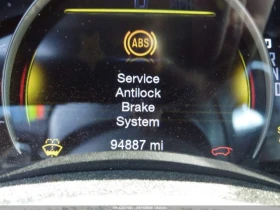 ABS
Service
Antilock
Brake
System
94887 mi